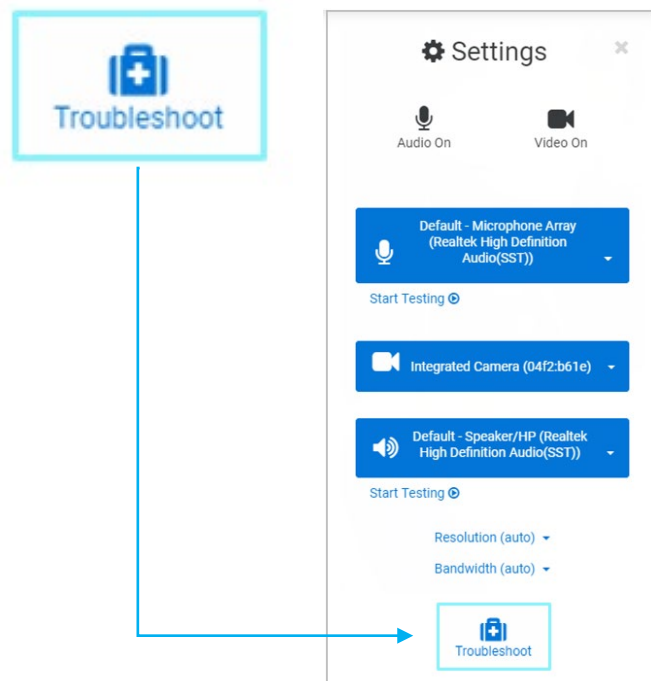 Troubleshoot
Settings
Audio On
Video On
Default - Microphone Array
(Realtek High Definition
Audio(SST))
Start Testing
Integrated Camera (04f2:b61e)
Default - Speaker/HP (Realtek
High Definition Audio(SST))
Start Testing
Resolution (auto)
Bandwidth (auto)
Troubleshoot